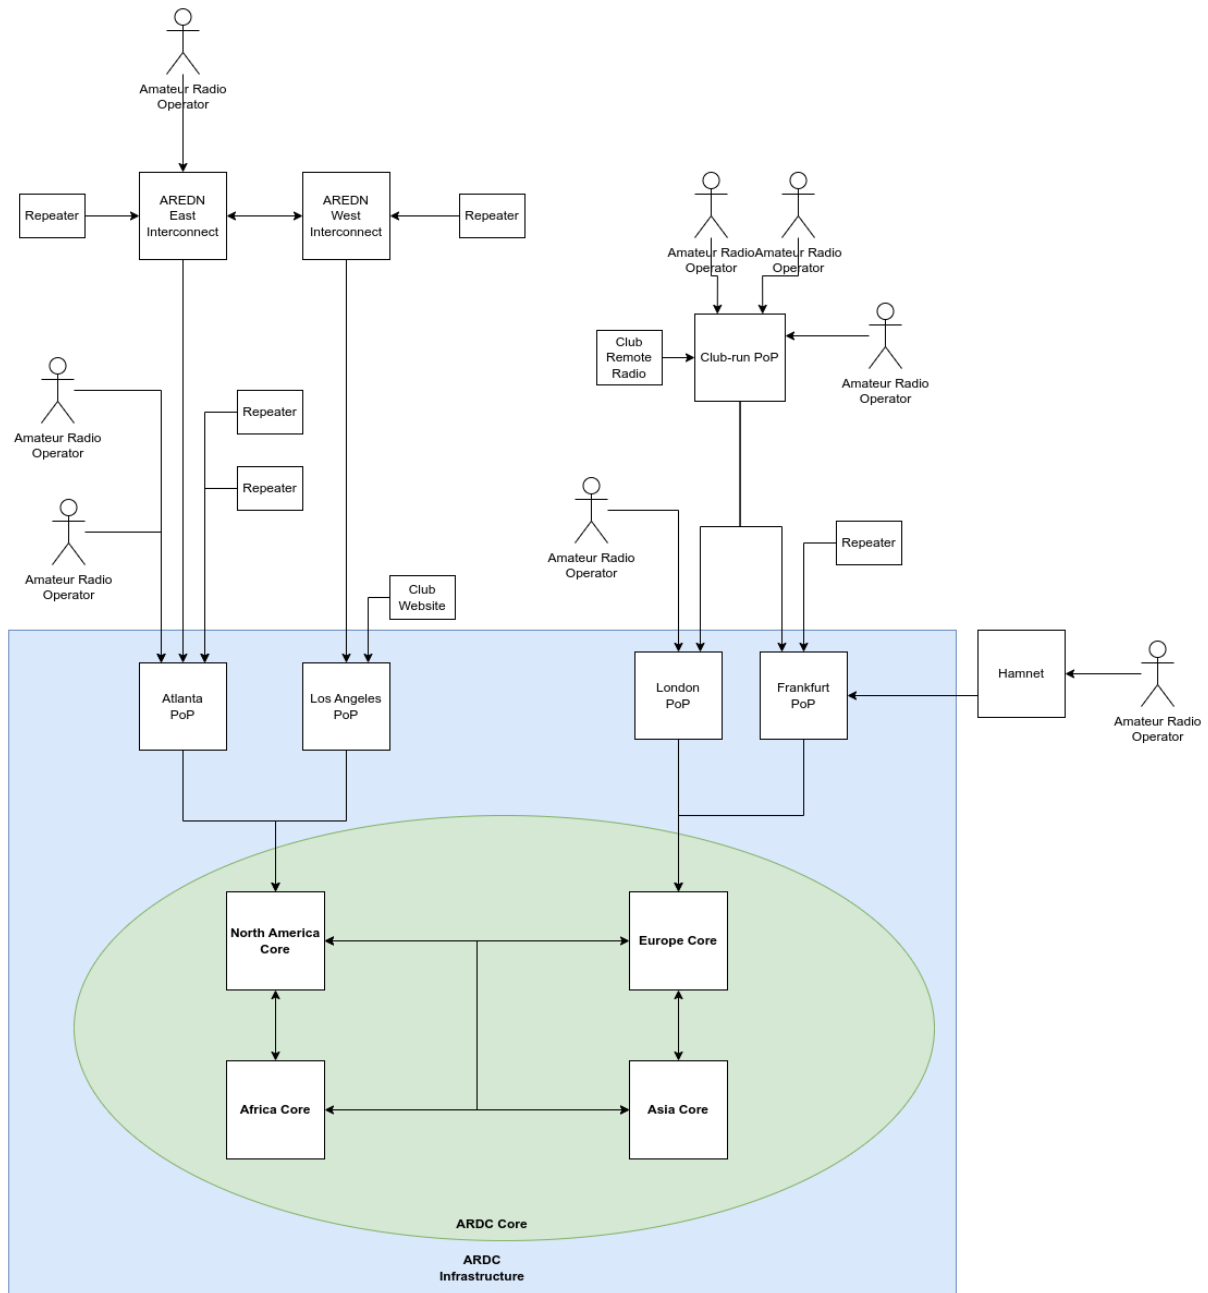 Amateur Radio
Operator
Repeater
AREDN
East
Interconnect
AREDN
West
Interconnect
Repeater
Amateur Radio
Operator
Amateur Radio
Operator
Club
Remote
Radio
Club-run PoP
Amateur Radio
Operator
Amateur Radio
Operator
Repeater
Repeater
Amateur Radio
Operator
Amateur Radio
Operator
Repeater
Club
Website
Atlanta
PoP
Los Angeles
PoP
London
PoP
Frankfurt
PoP
Hamnet
Amateur Radio
Operator
North America
Core
Europe Core
Africa Core
Asia Core
ARDC Core
ARDC
Infrastructure